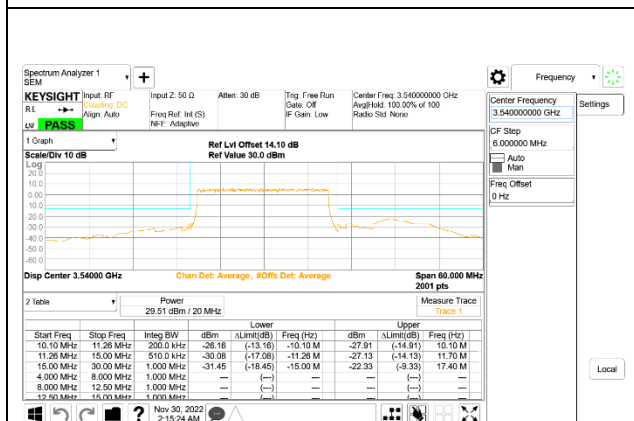 Spectrum Analyzer 1
SEM
Frequency
KEYSIGHT Input: RF Input Z: 50 Ω Atten: 30 dB Trig: Free Run Center Freq: 3.540000000 GHz
RL Coupling: DC Gate: Off Avg|Hold: 100.00% of 100
Align: Auto Freq Ref: Int (S) IF Gain: Low Radio Std: None
PASS NFE: Adaptive
Center Frequency
3.540000000 GHz
Settings
CF Step
6.000000 MHz
Auto
Man
Freq Offset
0 Hz
1 Graph
Scale/Div 10 dB
Ref Lvl Offset 14.10 dB
Ref Value 30.0 dBm
Log
20.0
10.0
0.00
-10.0
-20.0
-30.0
-40.0
-50.0
-60.0
Disp Center 3.54000 GHz Chan Det: Average , #Offs Det: Average Span 60.000 MHz
2001 pts
2 Table
Power
29.51 dBm / 20 MHz
Measure Trace
Trace 1
Lower Upper
Start Freq Stop Freq Integ BW dBm ΔLimit(dB) Freq (Hz) dBm ΔLimit(dB) Freq (Hz)
10.10 MHz 11.26 MHz 200.0 kHz -26.16 (-13.16) -10.10 M -27.91 (-14.91) 10.10 M
11.26 MHz 15.00 MHz 510.0 kHz -30.08 (-17.08) -11.26 M -27.13 (-14.13) 11.70 M
15.00 MHz 30.00 MHz 1.000 MHz -31.45 (-18.45) -15.00 M -22.33 (-9.33) 17.40 M
4.000 MHz 8.000 MHz 1.000 MHz --- (---) --- --- (---) ---
8.000 MHz 12.50 MHz 1.000 MHz --- (---) --- --- (---) ---
12.50 MHz 15.00 MHz 1.000 MHz --- (---) --- --- (---) ---
Local
Nov 30, 2022
2:15:24 AM